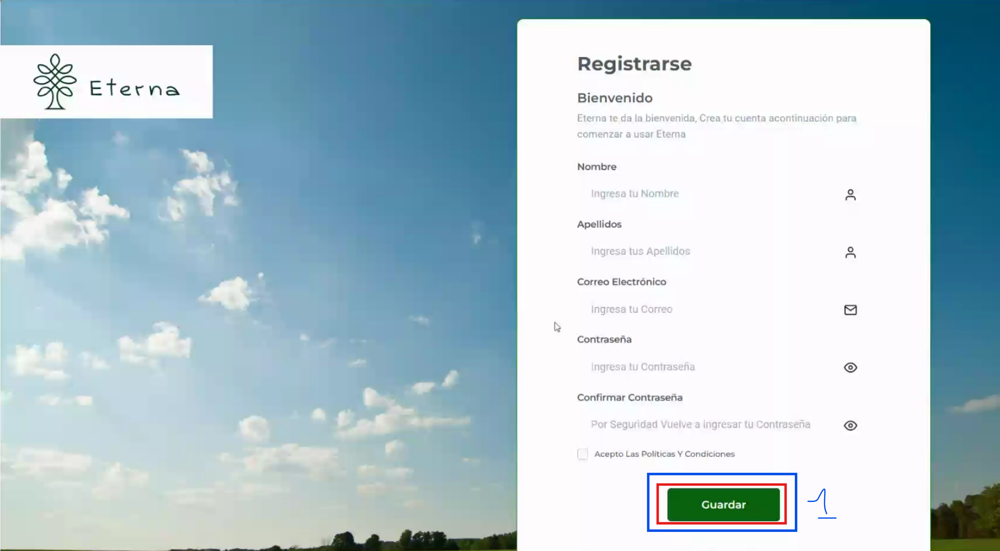 Eterna
Registrarse
Bienvenido
Eterna te da la bienvenida, Crea tu cuenta acontinuación para
comenzar a usar Eterna
Nombre
Ingresa tu Nombre
Apellidos
Ingresa tus Apellidos
Correo Electrónico
Ingresa tu Correo
Contraseña
Ingresa tu Contraseña
Confirmar Contraseña
Por Seguridad Vuelve a ingresar tu Contraseña
Acepto Las Políticas Y Condiciones
Guardar
1